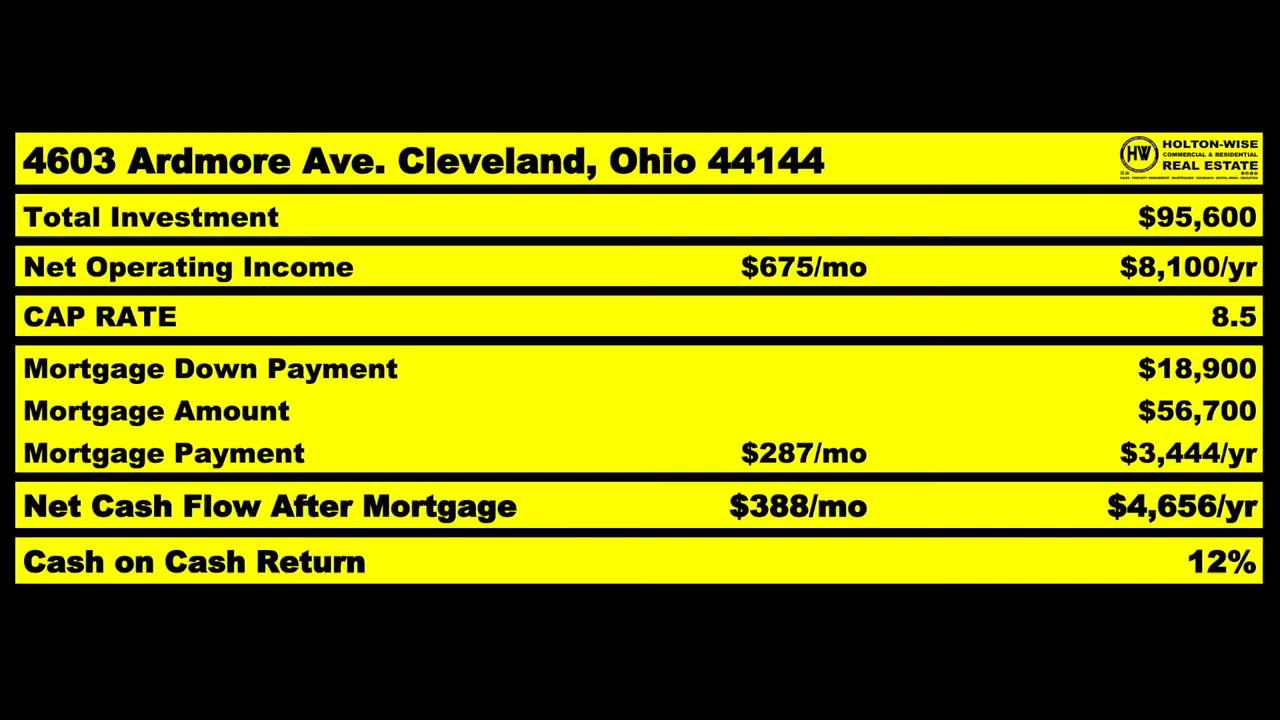 4603 Ardmore Ave. Cleveland, Ohio 44144
HW
HOLTON-WISE
COMMERCIAL & RESIDENTIAL
REAL ESTATE
Total Investment $95,600
Net Operating Income $675/mo $8,100/yr
CAP RATE 8.5
Mortgage Down Payment $18,900
Mortgage Amount $56,700
Mortgage Payment $287/mo $3,444/yr
Net Cash Flow After Mortgage $388/mo $4,656/yr
Cash on Cash Return 12%